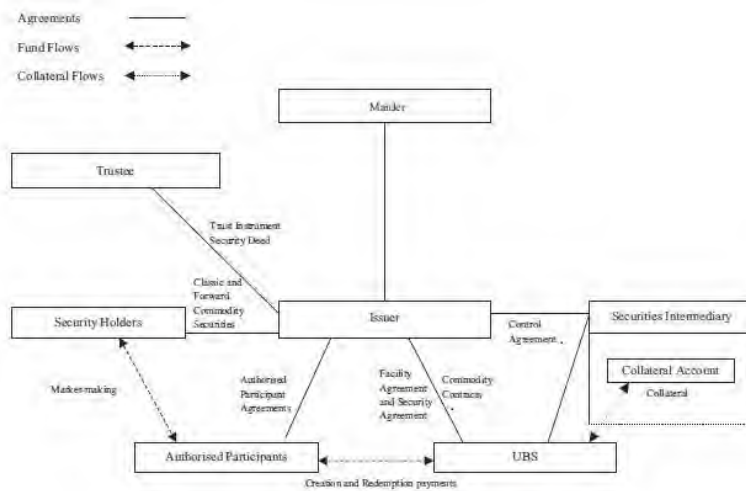 Agreements
Fund Flows
Collateral Flows
Master
Trustee
Trust Instrument
Security Deed
Classic and
Forward
Commodity
Securities
Security Holders
Issuer
Control
Agreement
Securities Intermediary
Collateral Account
Collateral
Market-making
Authorised
Participant
Agreements
Facility
Agreement
and Security
Agreement
Commodity
Contracts
Authorised Participants
UBS
Creation and Redemption payments